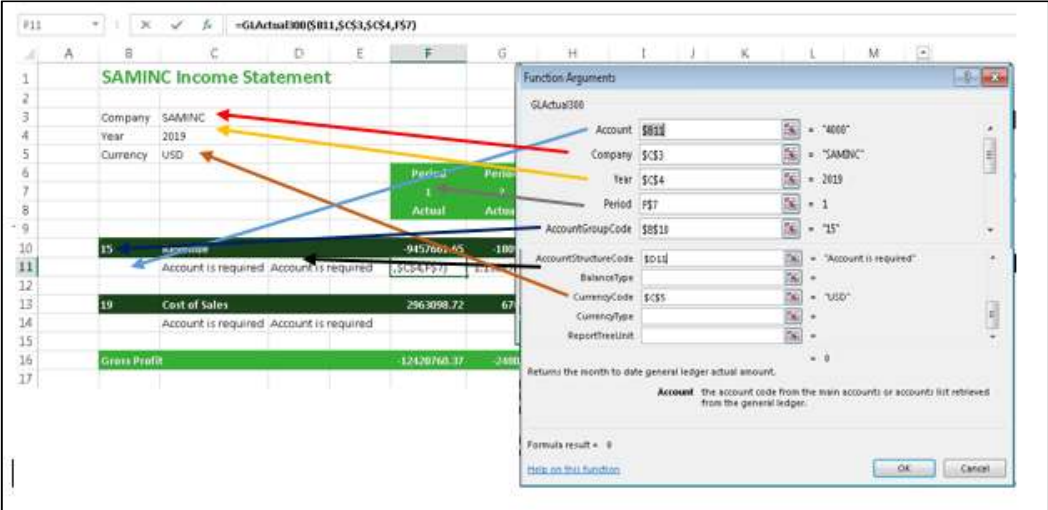 F11 fx =GLActual300($B11,$C$3,$C$4,F$7)
A B C D E F G H I J K L M
1 SAMINC Income Statement
2
3 Company SAMINC
4 Year 2019
5 Currency USD
6 Period
7 1
8 Actual
9
10 15 -9457661.65
11 Account is required Account is required ,$C$4,F$7)
12
13 19 Cost of Sales 2963098.72
14 Account is required Account is required
15
16 Gross Profit -12420760.37
17
Function Arguments
GLActual300
Account $B11 = "4000"
Company $C$3 = "SAMINC"
Year $C$4 = 2019
Period F$7 = 1
AccountGroupCode $B$10 = "15"
AccountStructureCode $D11 = "Account is required"
BalanceType =
CurrencyCode $C$5 = "USD"
CurrencyType =
ReportTreeUnit =
= 0
Returns the month to date general ledger actual amount.
Account the account code from the main accounts or accounts list retrieved
from the general ledger.
Formula result = 0
Help on this function
OK Cancel